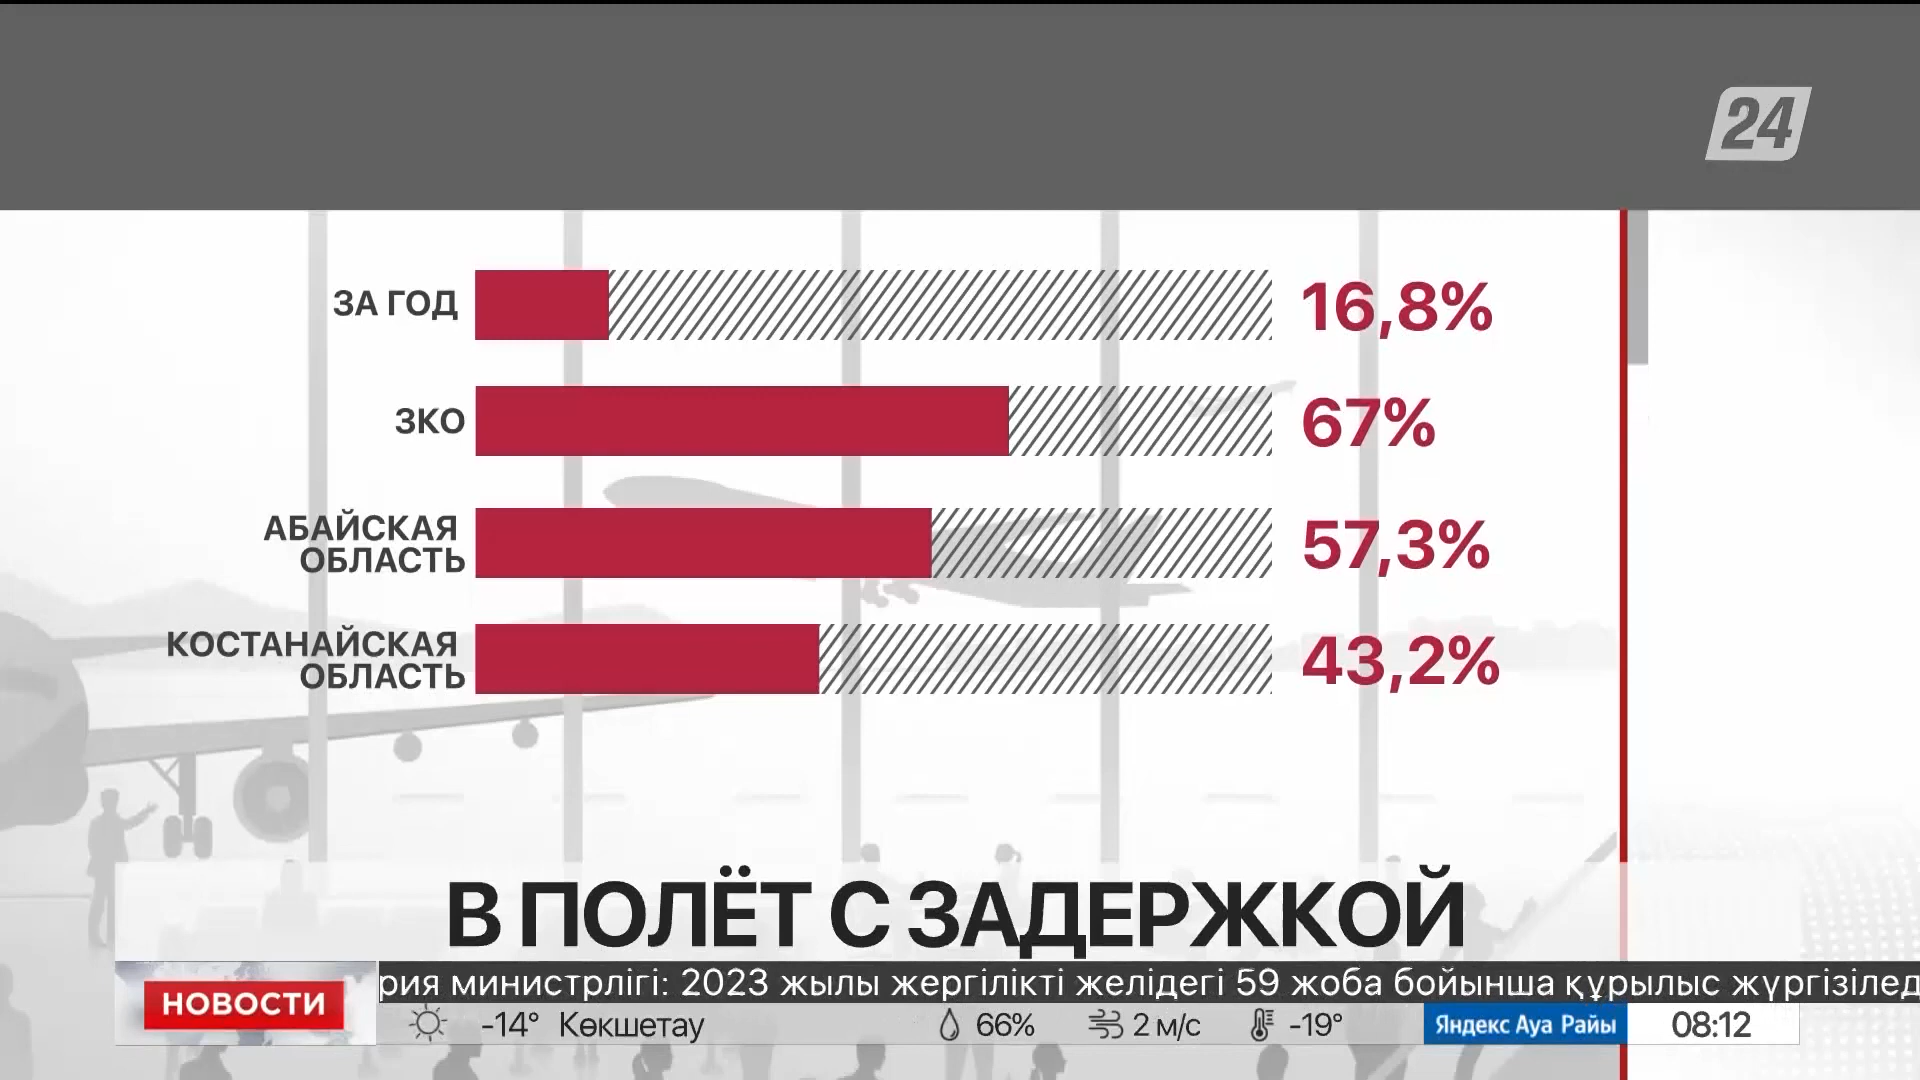 24
ЗА ГОД
16,8%
ЗКО
67%
АБАЙСКАЯ
ОБЛАСТЬ
57,3%
КОСТАНАЙСКАЯ
ОБЛАСТЬ
43,2%
В ПОЛЁТ С ЗАДЕРЖКОЙ
НОВОСТИ
рия министрлігі: 2023 жылы жергілікті желідегі 59 жоба бойынша құрылыс жүргізілед
-14° Көкшетау 66% 2 м/с -19° Яндекс Ауа Райы 08:12